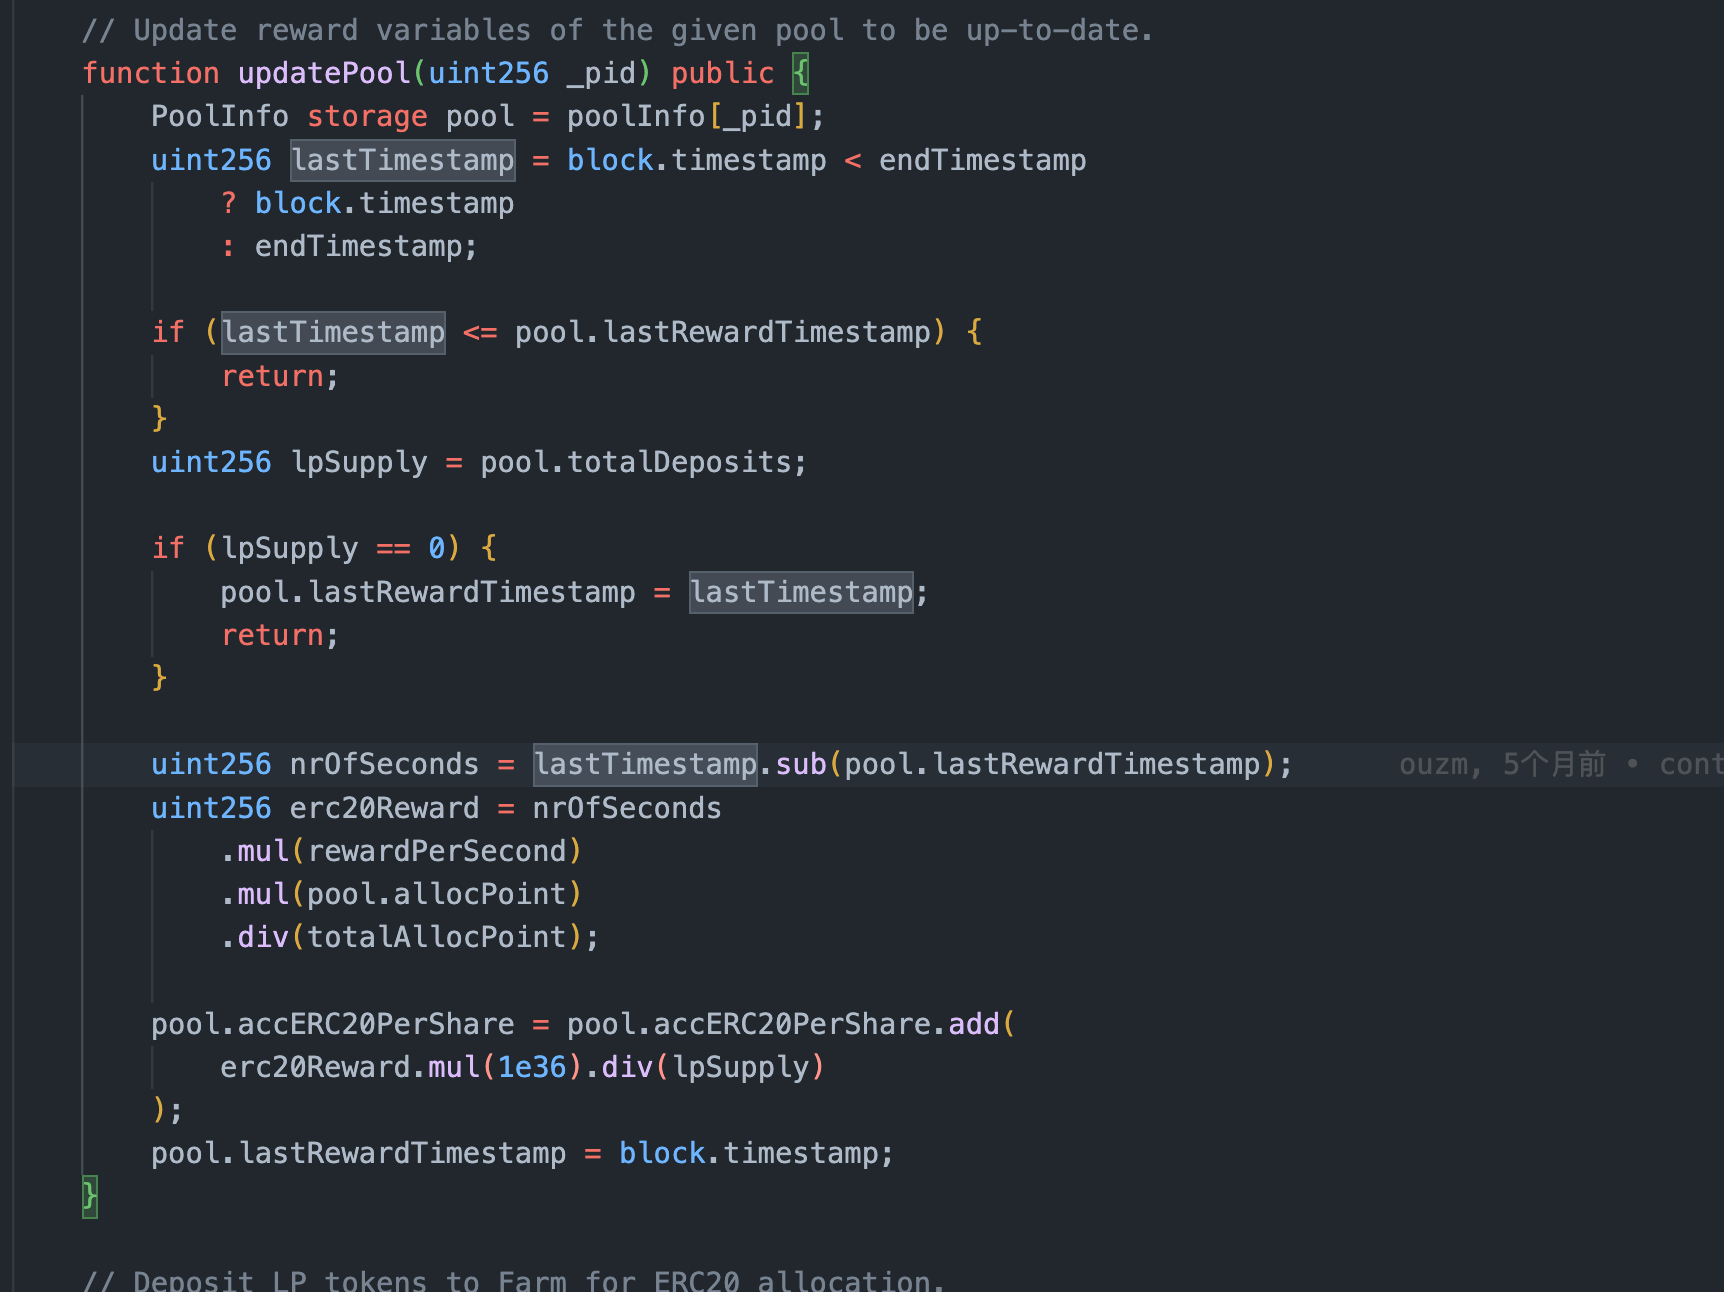 // Update reward variables of the given pool to be up-to-date.
function updatePool(uint256 _pid) public {
PoolInfo storage pool = poolInfo[_pid];
uint256 lastTimestamp = block.timestamp < endTimestamp
? block.timestamp
: endTimestamp;
if (lastTimestamp <= pool.lastRewardTimestamp) {
return;
}
uint256 lpSupply = pool.totalDeposits;
if (lpSupply == 0) {
pool.lastRewardTimestamp = lastTimestamp;
return;
}
uint256 nrOfSeconds = lastTimestamp.sub(pool.lastRewardTimestamp); ouzm, 5个月前 • cont
uint256 erc20Reward = nrOfSeconds
.mul(rewardPerSecond)
.mul(pool.allocPoint)
.div(totalAllocPoint);
pool.accERC20PerShare = pool.accERC20PerShare.add(
erc20Reward.mul(1e36).div(lpSupply)
);
pool.lastRewardTimestamp = block.timestamp;
}
// Deposit LP tokens to Farm for ERC20 allocation.